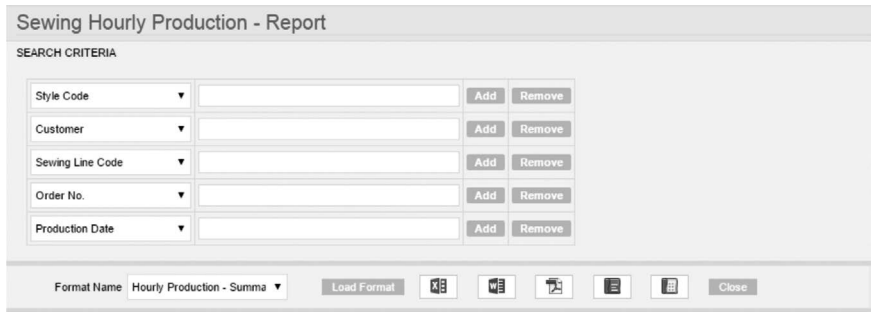 Sewing Hourly Production - Report
SEARCH CRITERIA
Style Code Add Remove
Customer Add Remove
Sewing Line Code Add Remove
Order No. Add Remove
Production Date Add Remove
Format Name Hourly Production - Summa Load Format Close